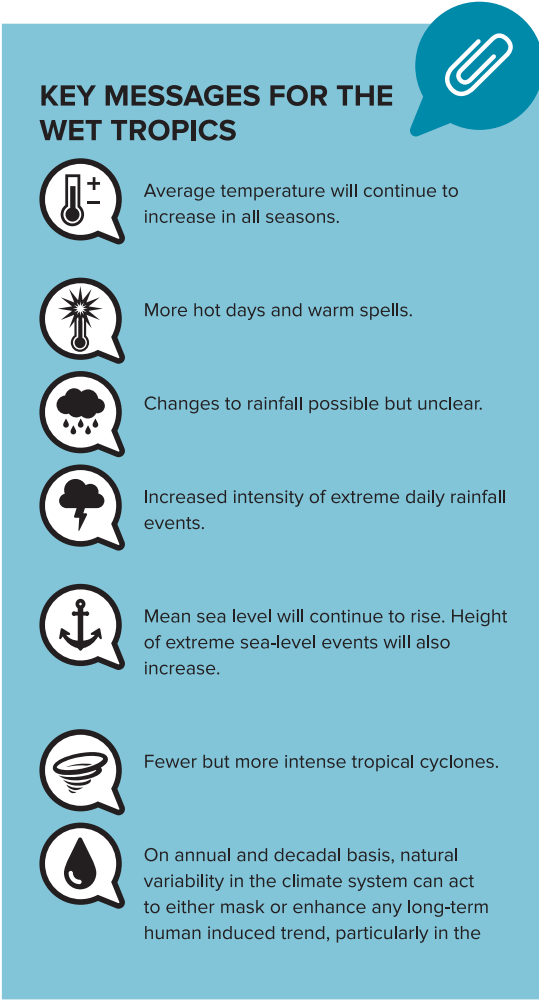 KEY MESSAGES FOR THE
WET TROPICS
Average temperature will continue to
increase in all seasons.
More hot days and warm spells.
Changes to rainfall possible but unclear.
Increased intensity of extreme daily rainfall
events.
Mean sea level will continue to rise. Height
of extreme sea-level events will also
increase.
Fewer but more intense tropical cyclones.
On annual and decadal basis, natural
variability in the climate system can act
to either mask or enhance any long-term
human induced trend, particularly in the